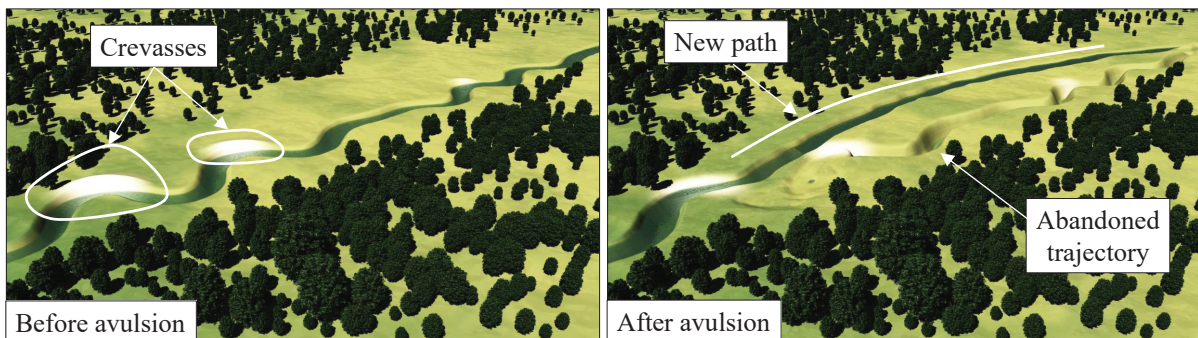 Crevasses
Before avulsion
New path
Abandoned
trajectory
After avulsion